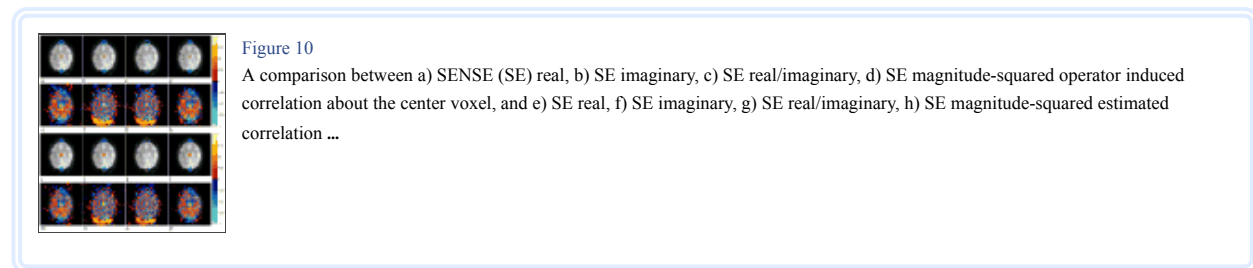 Figure 10
A comparison between a) SENSE (SE) real, b) SE imaginary, c) SE real/imaginary, d) SE magnitude-squared operator induced
correlation about the center voxel, and e) SE real, f) SE imaginary, g) SE real/imaginary, h) SE magnitude-squared estimated
correlation ...